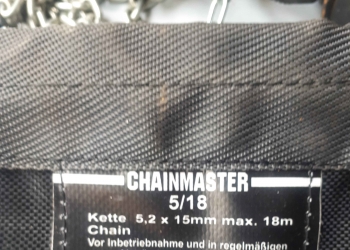 CHAINMASTER
5/18
Kette 5,2 x 15mm max. 18m
Chain
Vor Inbetriebnahme und in regelmäßigen